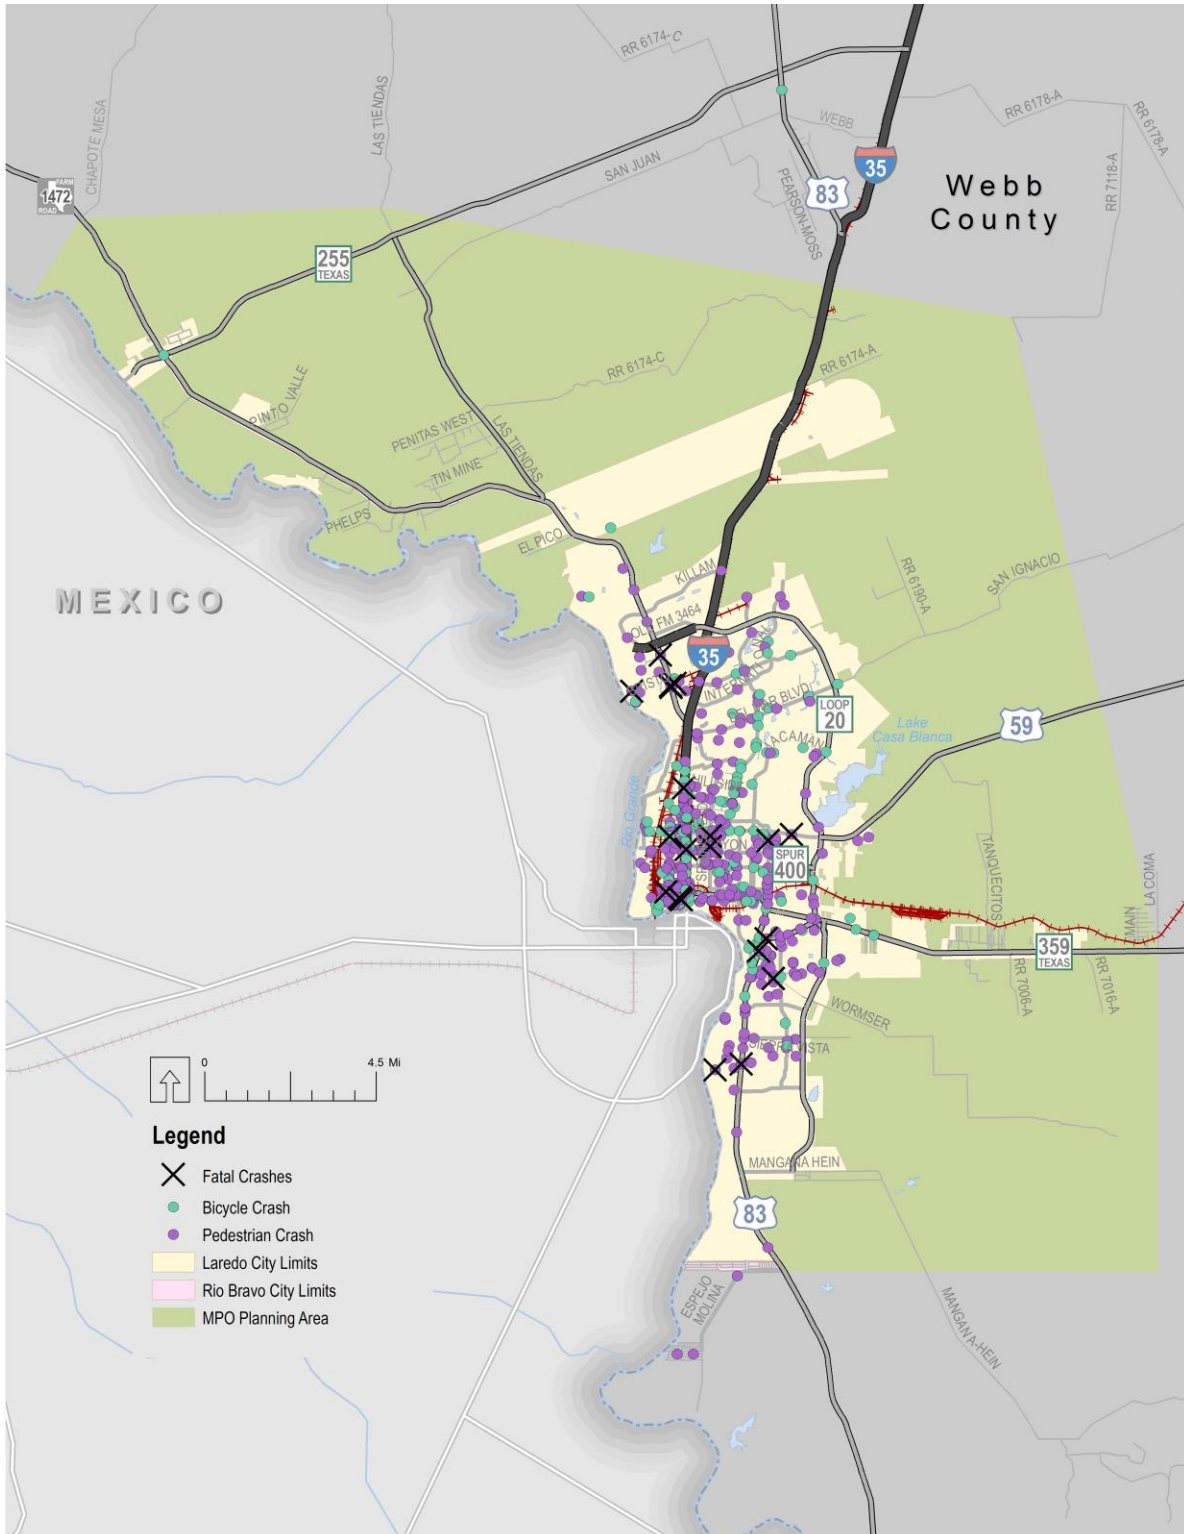 RR 6174-C
RR 6178-A
RR 6178-A
WEBB
LAS TIENDAS
CHAPOTE MESA
SAN JUAN
PEARSON-MOSS
RR 7118-A
35
83
Webb
County
FARM
1472
ROAD
255
TEXAS
RR 6174-C
RR 6174-A
PINTO VALLE
PENITAS WEST
LAS TIENDAS
TIN MINE
PHELPS
EL PICO
KILLAM
RR 6190-A
SAN IGNACIO
MEXICO
FM 3464
35
LOOP
20
Lake
Casa Blanca
59
HILLSIDE
Rio Grande
SPUR
400
TANQUECITOS
LA COMA
MAIN
359
TEXAS
RR 7006-A
RR 7016-A
WORMSER
SIERRA VISTA
0
4.5 Mi
Legend
Fatal Crashes
Bicycle Crash
Pedestrian Crash
Laredo City Limits
Rio Bravo City Limits
MPO Planning Area
MANGANA HEIN
83
ESPEJO
MOLINA
MANGANA-HEIN